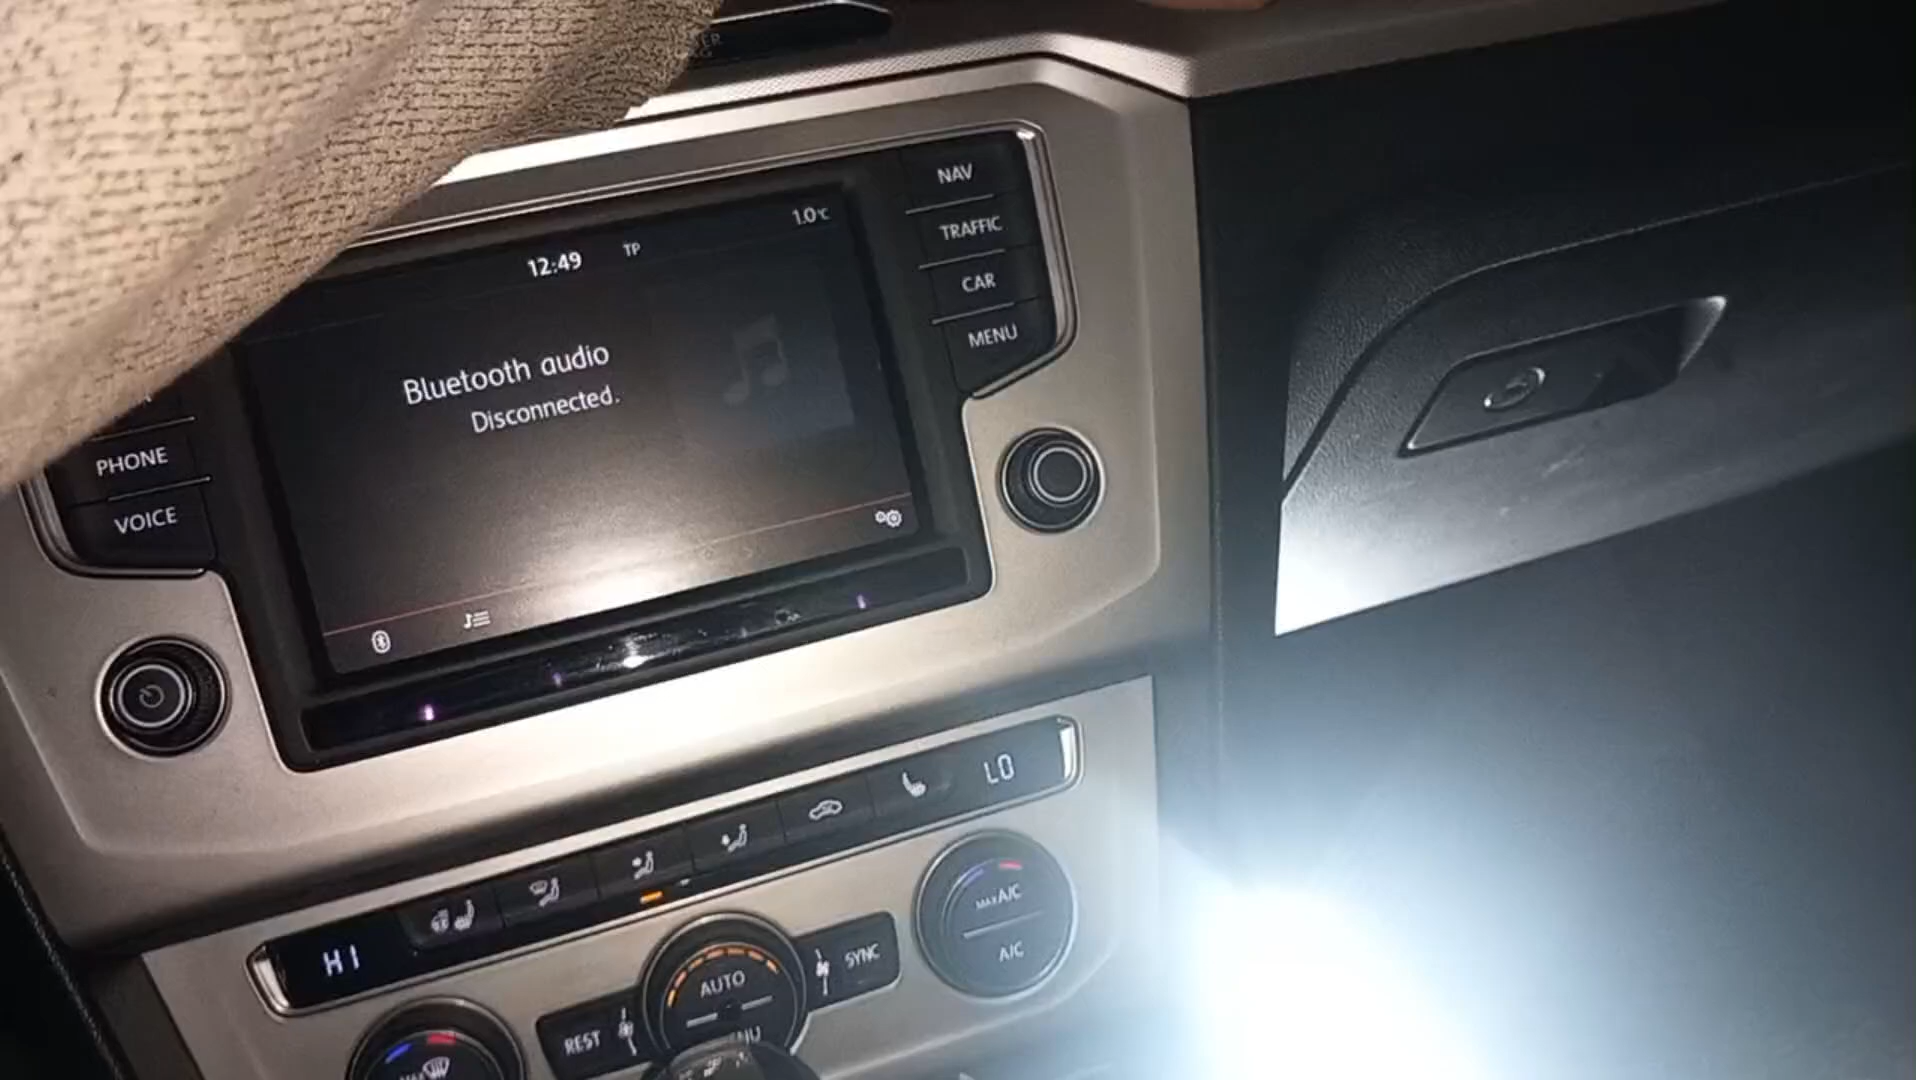 NAV
1.0°C
TRAFFIC
12:49 TP
CAR
MENU
Bluetooth audio
Disconnected.
PHONE
VOICE
LO
HI
MAX A/C
A/C
SYNC
AUTO
REST
MAX